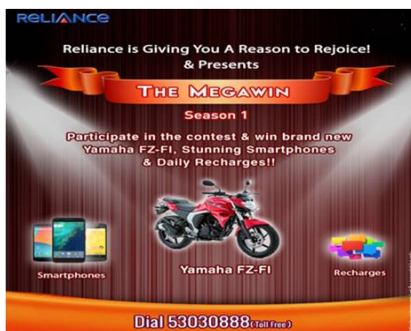 RELIANCE
Reliance is Giving You A Reason to Rejoice!
& Presents
THE MEGAWIN
Season 1
Participate in the contest & win brand new
Yamaha FZ-FI, Stunning Smartphones
& Daily Recharges!!
Smartphones
Yamaha FZ-FI
Recharges
Dial 53030888(Toll Free)